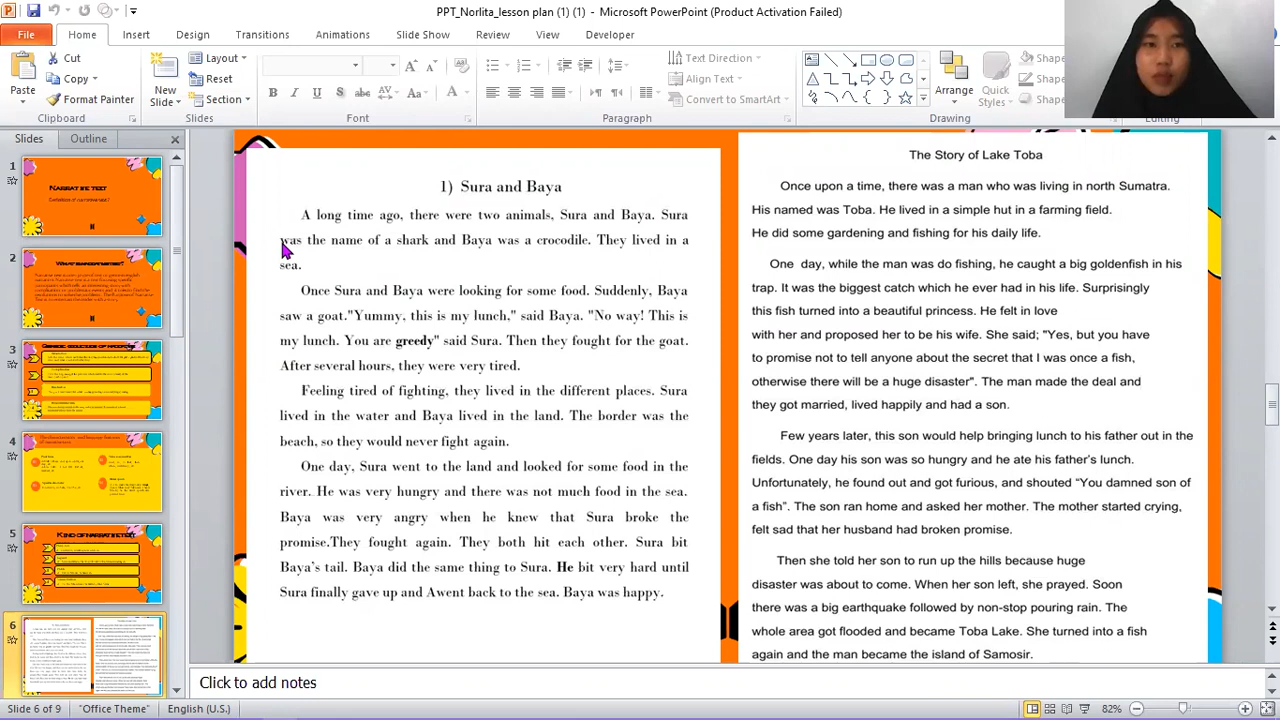 PPT_Nodira_lesson plan (1) (1) - Microsoft PowerPoint (Product Activation Failed)
File Home Insert Design Transitions Animations Slide Show Review View Developer
Paste Cut Copy Format Painter
Clipboard
New Slide Layout Reset Section
Slides
Font
Text Direction Align Text Convert to SmartArt
Paragraph
Arrange Quick Styles
Drawing
Editing
Slides Outline
1) Sura and Baya
A long time ago, there were two animals, Sura and Baya. Sura
was the name of a shark and Baya was a crocodile. They lived in a
sea.
Once Sura and Baya were looking for some food. Suddenly, Baya
saw a goat."Yummy, this is my lunch," said Baya. "No way! This is
my lunch. You are greedy" said Sura. Then they fought for the goat.
After several hours, they were very tired.
Feeling tired of fighting, they lived in the different places. Sura
lived in the water and Baya lived in the land. The border was the
beach, so they would never fight again.
One day, Sura went to the land and looked for some food in the
river. He was very hungry and there was not much food in the sea.
Baya was very angry when he knew that Sura broke the
promise.They fought again. They both hit each other. Sura bit
Baya's tail. Baya did the same thing to Sura. He bit very hard until
Sura finally gave up and Awent back to the sea. Baya was happy.
The Story of Lake Toba
Once upon a time, there was a man who was living in north Sumatra.
His named was Toba. He lived in a simple hut in a farming field.
He did some gardening and fishing for his daily life.
One day, while the man was fishing, he caught a big goldenfish in his
trap. It was the biggest catch he ever had in his life. Surprisingly
this fish turned into a beautiful princess. He felt in love
with her and proposed her to be his wife. She said; "Yes, but you have
promise not to tell anyone about the secret that I was once a fish,
otherwise there will be a huge disaster". The man made the deal and
they got married, lived happily and had a son.
Few years later, this son would help bringing lunch to his father out in the
One day his son was so hungry and he ate his father's lunch.
Unfortunately, he found out and got furious, and shouted "You damned son of
a fish". The son ran home and asked her mother. The mother started crying,
felt sad that her husband had broken promise.
Then she told her son to run up the hills because huge
disaster was about to come. When her son left, she prayed. Soon
there was a big earthquake followed by non-stop pouring rain. The
She turned into a fish
Click to add notes
Slide 6 of 9 "Office Theme" English (U.S.) 82%